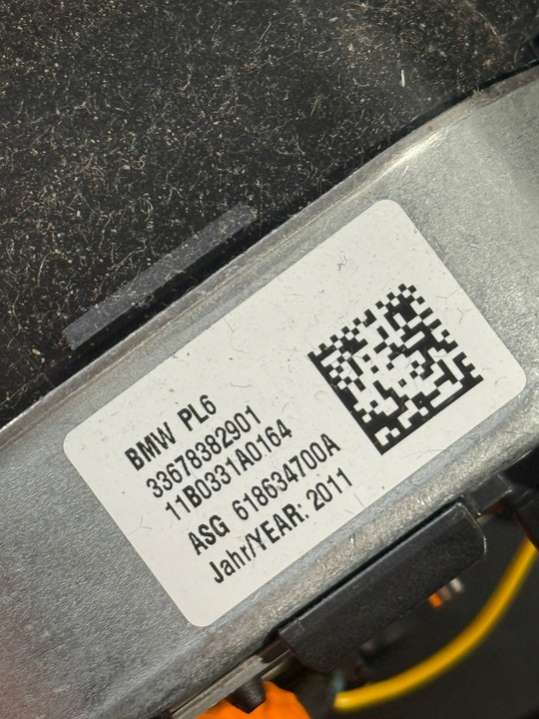 BMW PL6
33678382901
11B0331A0164
ASG 618634700A
Jahr/YEAR: 2011